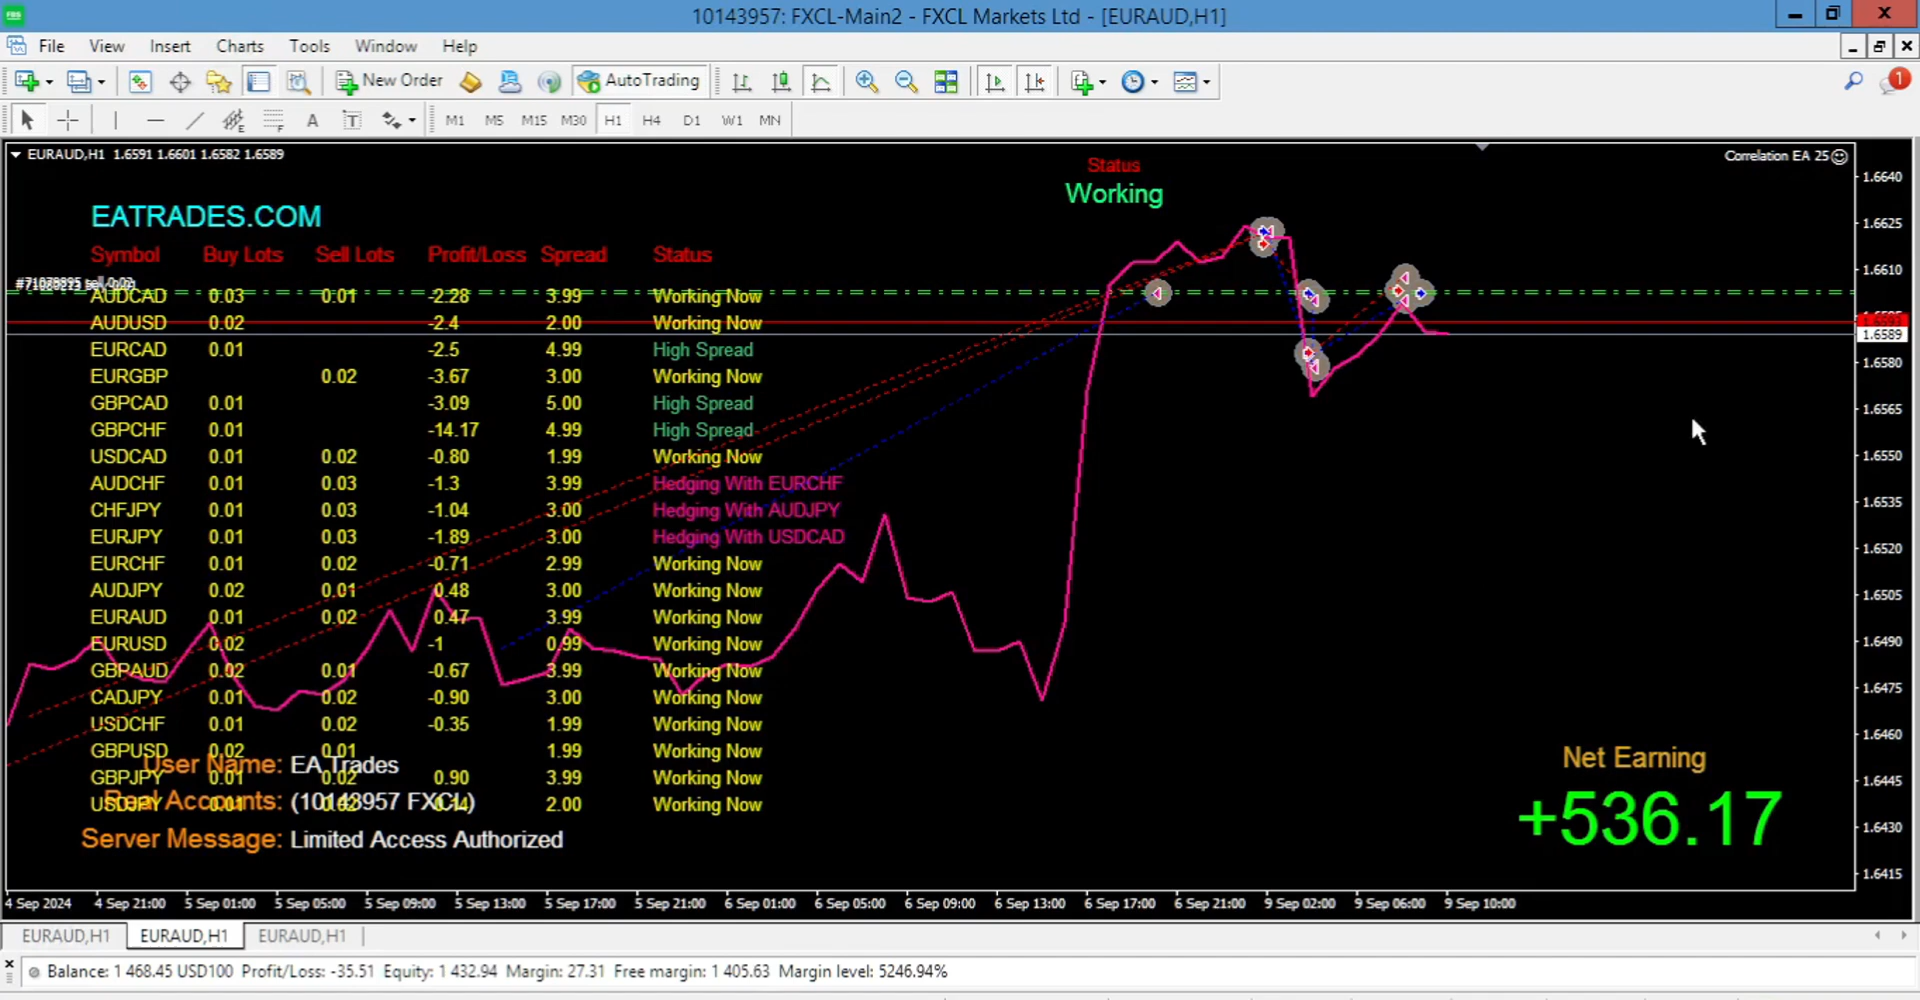 FBS
10143957: FXCL-Main2 - FXCL Markets Ltd - [EURAUD,H1]
File View Insert Charts Tools Window Help
New Order AutoTrading 1
A T M1 M5 M15 M30 H1 H4 D1 W1 MN
EURAUD,H1 1.6591 1.6601 1.6582 1.6589
Correlation EA 25
Status
Working
EATRADES.COM
Symbol Buy Lots Sell Lots Profit/Loss Spread Status
AUDCAD 0.03 0.01 -2.28 3.99 Working Now
AUDUSD 0.02 -2.4 2.00 Working Now
EURCAD 0.01 -2.5 4.99 High Spread
EURGBP 0.02 -3.67 3.00 Working Now
GBPCAD 0.01 -3.09 5.00 High Spread
GBPCHF 0.01 -14.17 4.99 High Spread
USDCAD 0.01 0.02 -0.80 1.99 Working Now
AUDCHF 0.01 0.03 -1.3 3.99 Hedging With EURCHF
CHFJPY 0.01 0.03 -1.04 3.00 Hedging With AUDJPY
EURJPY 0.01 0.03 -1.89 3.00 Hedging With USDCAD
EURCHF 0.01 0.02 -0.71 2.99 Working Now
AUDJPY 0.02 0.01 0.48 3.00 Working Now
EURAUD 0.01 0.02 0.47 3.99 Working Now
EURUSD 0.02 -1 0.99 Working Now
GBPAUD 0.02 0.01 -0.67 3.99 Working Now
CADJPY 0.01 0.02 -0.90 3.00 Working Now
USDCHF 0.01 0.02 -0.35 1.99 Working Now
GBPUSD 0.02 0.01 1.99 Working Now
User Name: EA Trades
GBPJPY 0.01 0.02 0.90 3.99 Working Now
Real Accounts: (10143957 FXCL)
2.00 Working Now
Server Message: Limited Access Authorized
Net Earning
+536.17
1.6640
1.6625
1.6610
1.6589
1.6580
1.6565
1.6550
1.6535
1.6520
1.6505
1.6490
1.6475
1.6460
1.6445
1.6430
1.6415
4 Sep 2024 4 Sep 21:00 5 Sep 01:00 5 Sep 05:00 5 Sep 09:00 5 Sep 13:00 5 Sep 17:00 5 Sep 21:00 6 Sep 01:00 6 Sep 05:00 6 Sep 09:00 6 Sep 13:00 6 Sep 17:00 6 Sep 21:00 9 Sep 02:00 9 Sep 06:00 9 Sep 10:00
EURAUD,H1 EURAUD,H1 EURAUD,H1
Balance: 1 468.45 USD100 Profit/Loss: -35.51 Equity: 1 432.94 Margin: 27.31 Free margin: 1 405.63 Margin level: 5246.94%